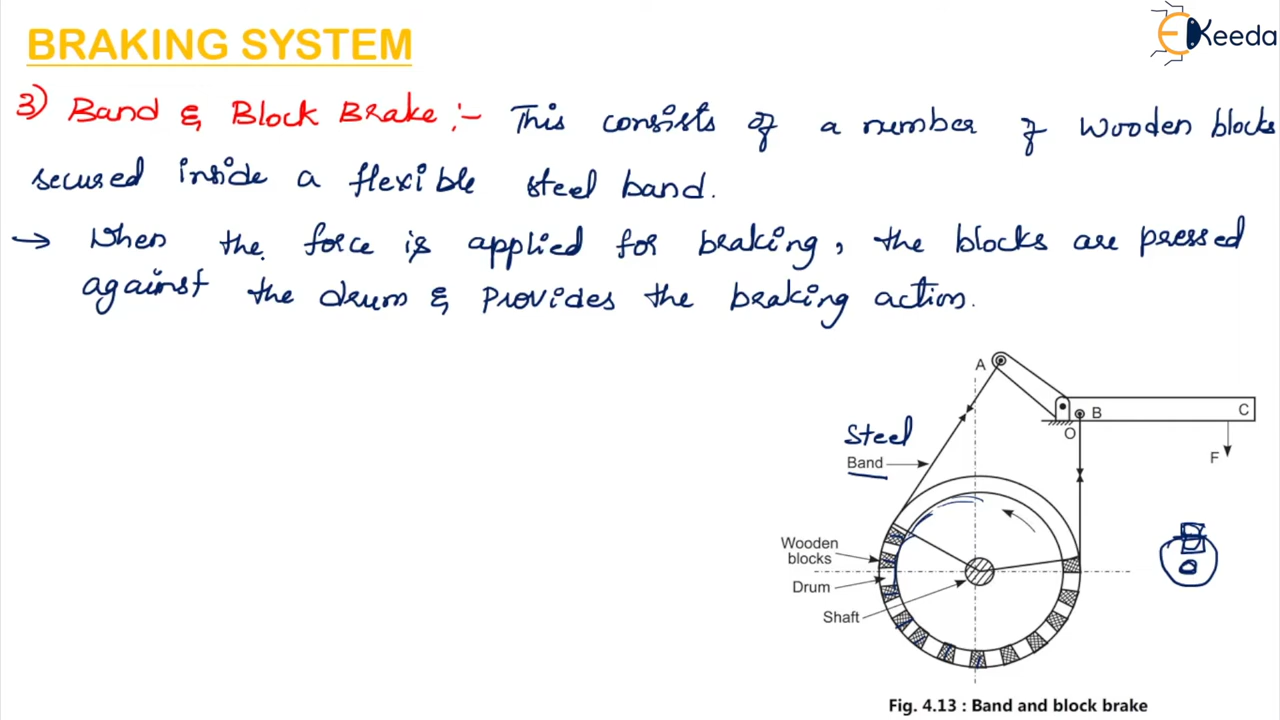 BRAKING SYSTEM
Keeda
3) Band & Block Brake :- This consists of a number of wooden blocks
secured inside a flexible steel band.
→ When the force is applied for braking, the blocks are pressed
against the drum & provides the braking action.
A
B
C
O
F
Steel
Band
Wooden
blocks
Drum
Shaft
Fig. 4.13 : Band and block brake